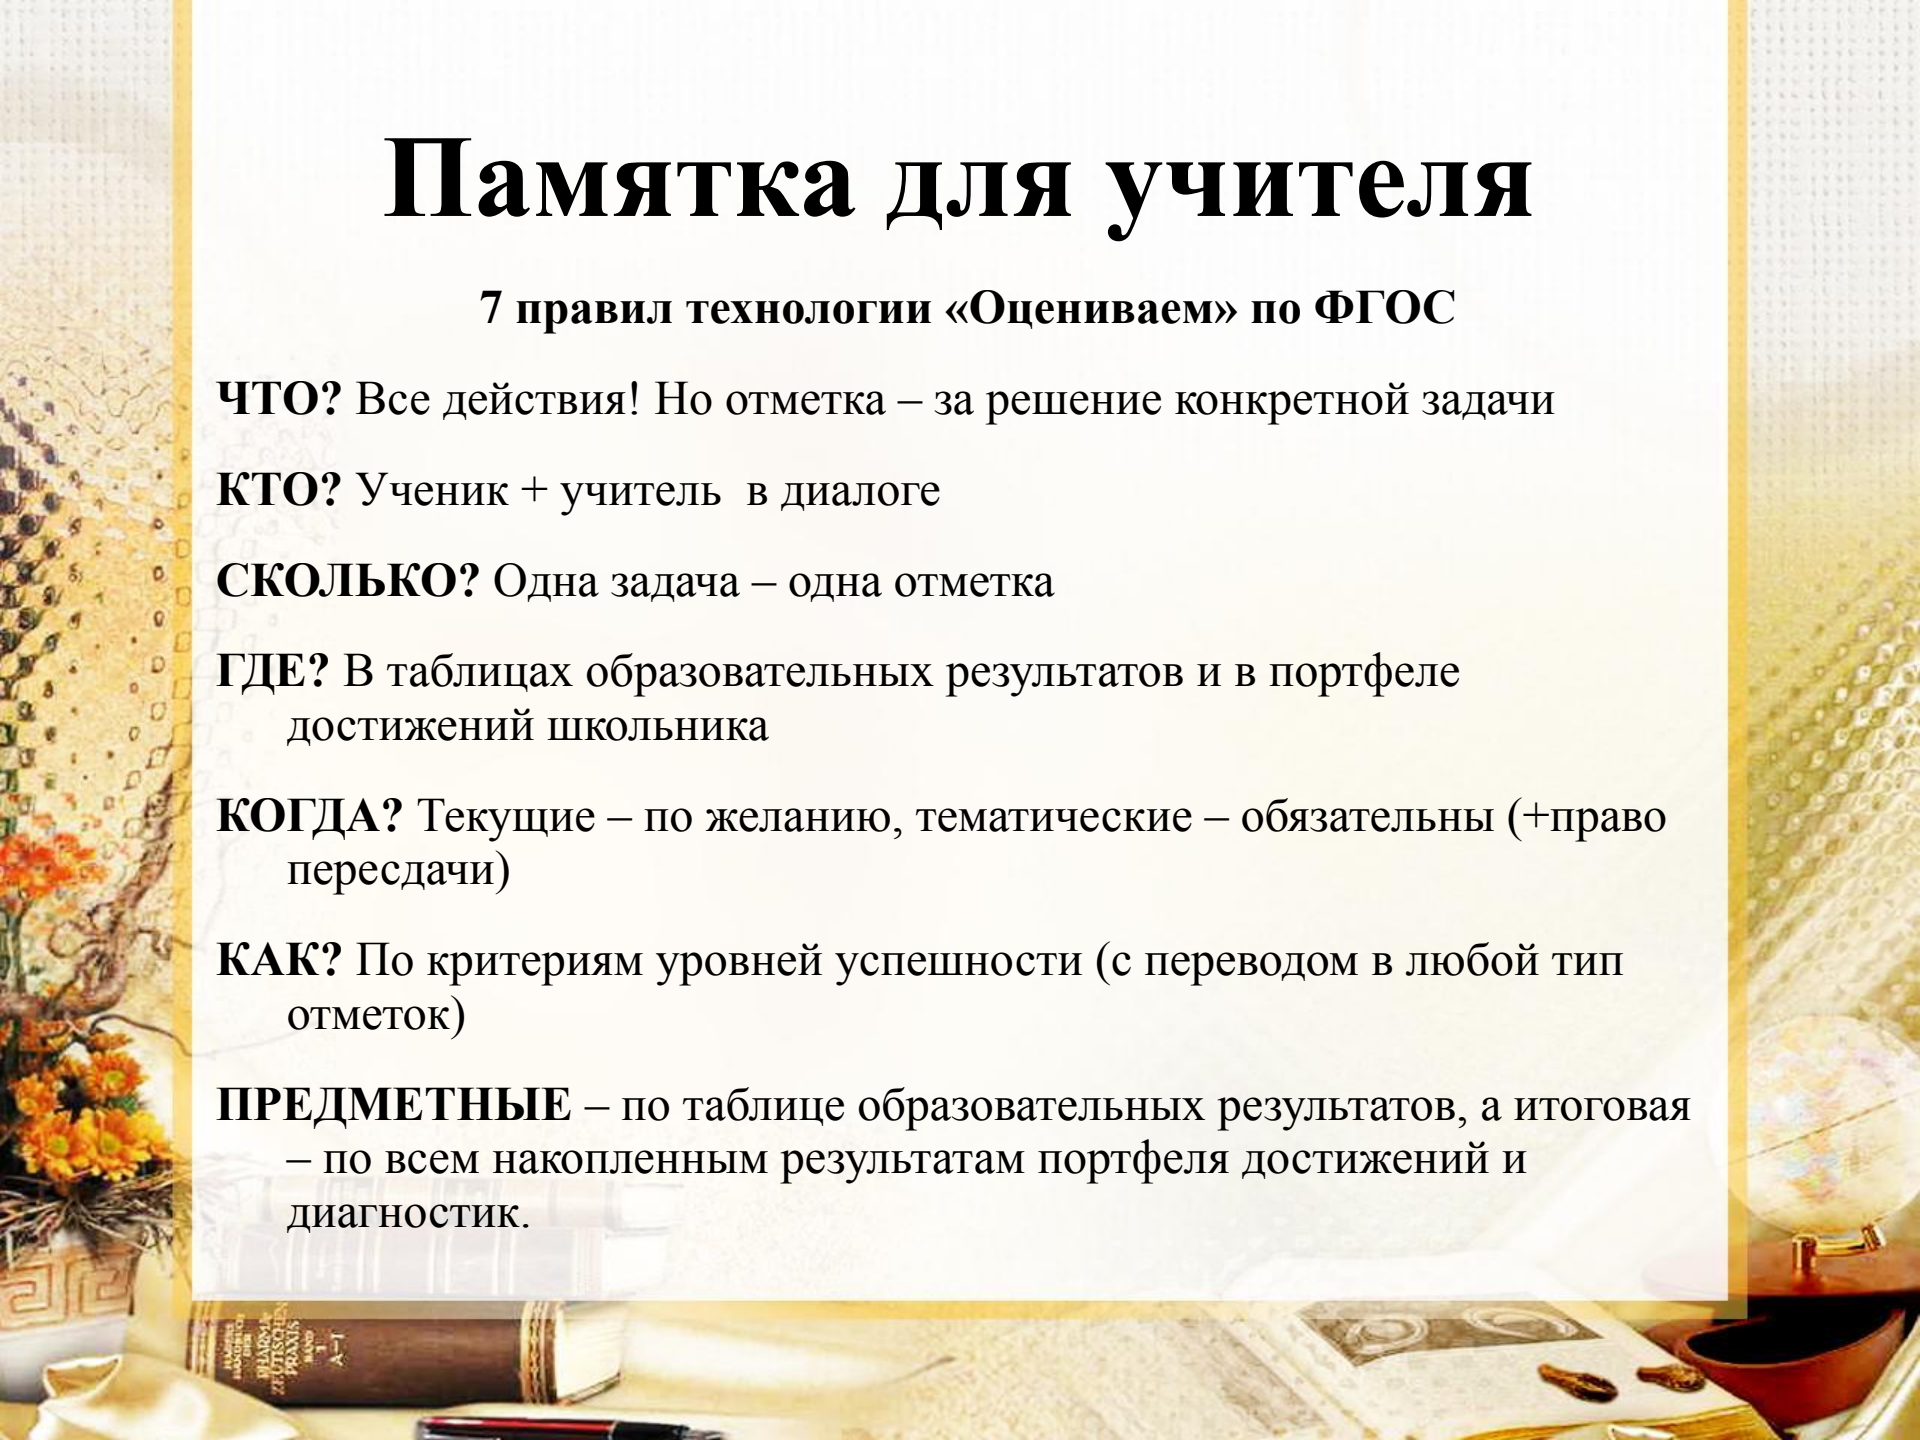 Памятка для учителя
7 правил технологии «Оцениваем» по ФГОС
ЧТО? Все действия! Но отметка – за решение конкретной задачи
КТО? Ученик + учитель  в диалоге
СКОЛЬКО? Одна задача – одна отметка
ГДЕ? В таблицах образовательных результатов и в портфеле
достижений школьника
КОГДА? Текущие – по желанию, тематические – обязательны (+право
пересдачи)
КАК? По критериям уровней успешности (с переводом в любой тип
отметок)
ПРЕДМЕТНЫЕ – по таблице образовательных результатов, а итоговая
– по всем накопленным результатам портфеля достижений и
диагностик.
PRAXIS
BAND
A–I